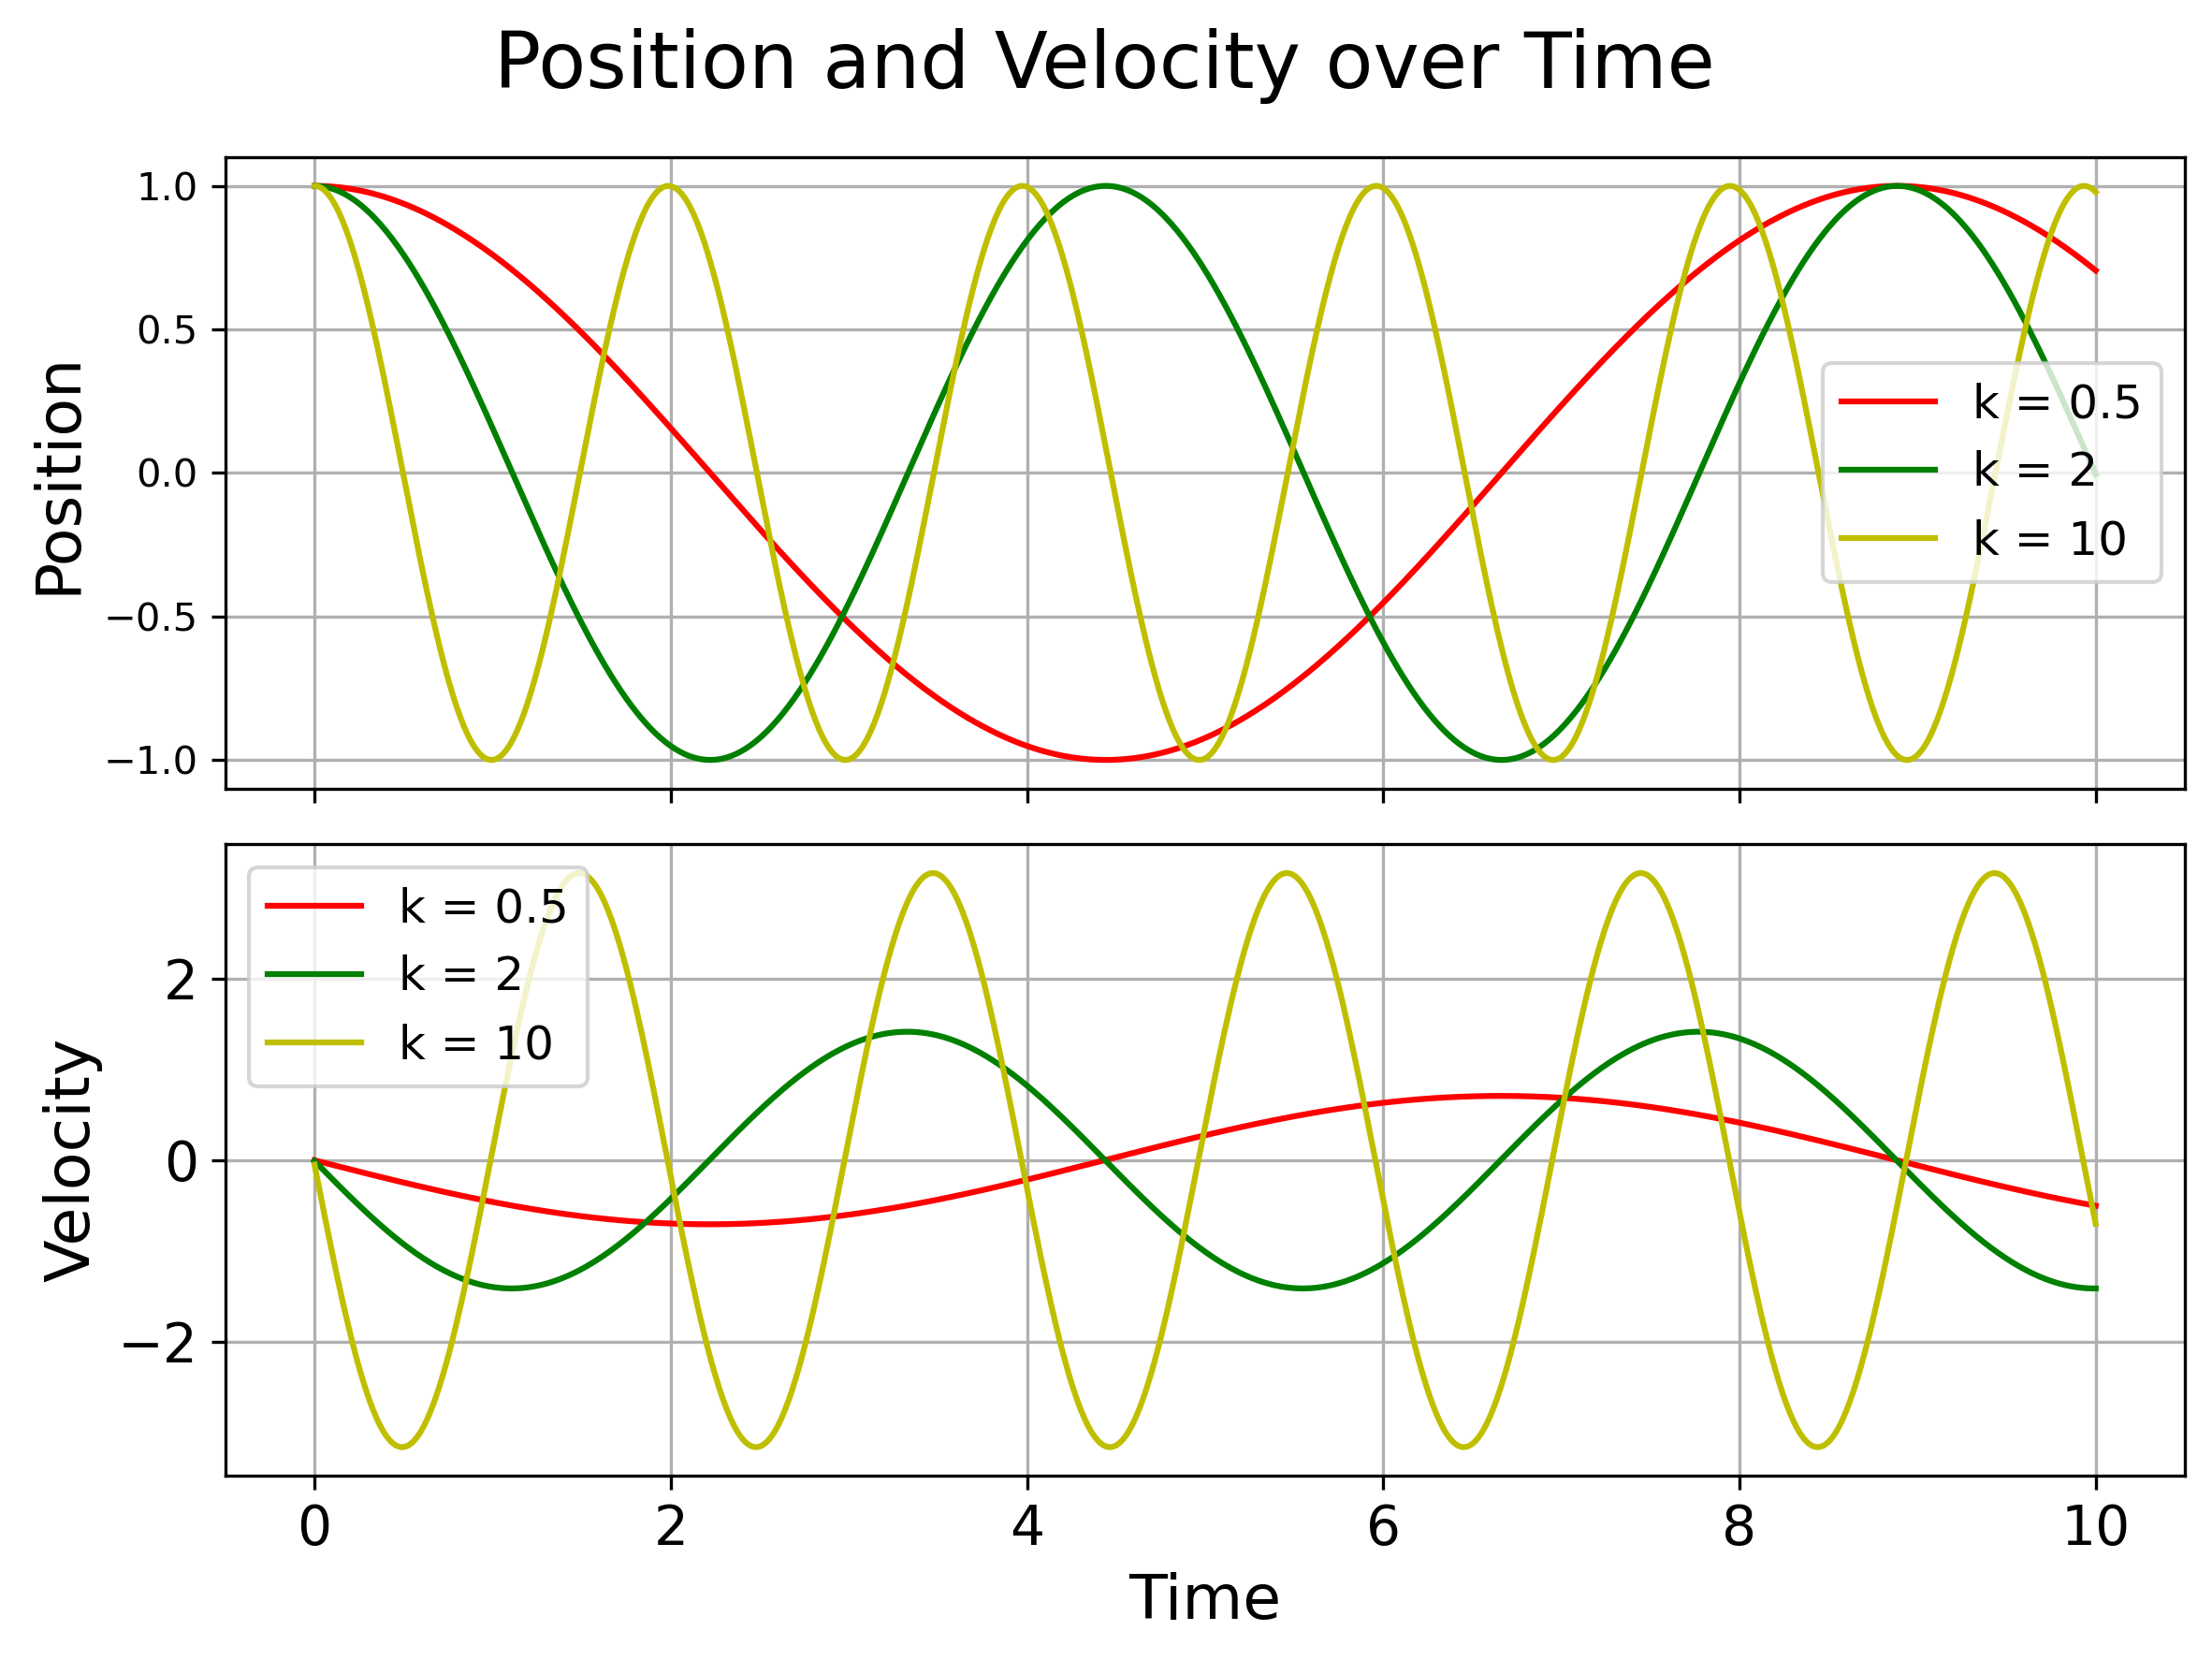 Position and Velocity over Time
Position
1.0
0.5
0.0
−0.5
−1.0
k = 0.5
k = 2
k = 10
Velocity
2
0
−2
k = 0.5
k = 2
k = 10
0 2 4 6 8 10
Time